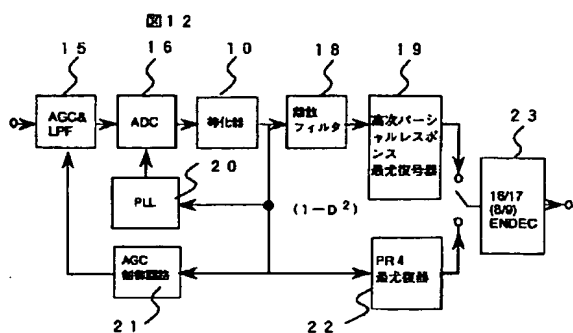 図12
15
16
10
18
19
AGC&
LPF
ADC
等化器
離散
フィルタ
高次パーシ
ャルレスポ
ンス
最尤復号器
23
20
PLL
(1-D²)
16/17
(8/9)
ENDEC
AGC
制御回路
PR4
最尤復器
21
22